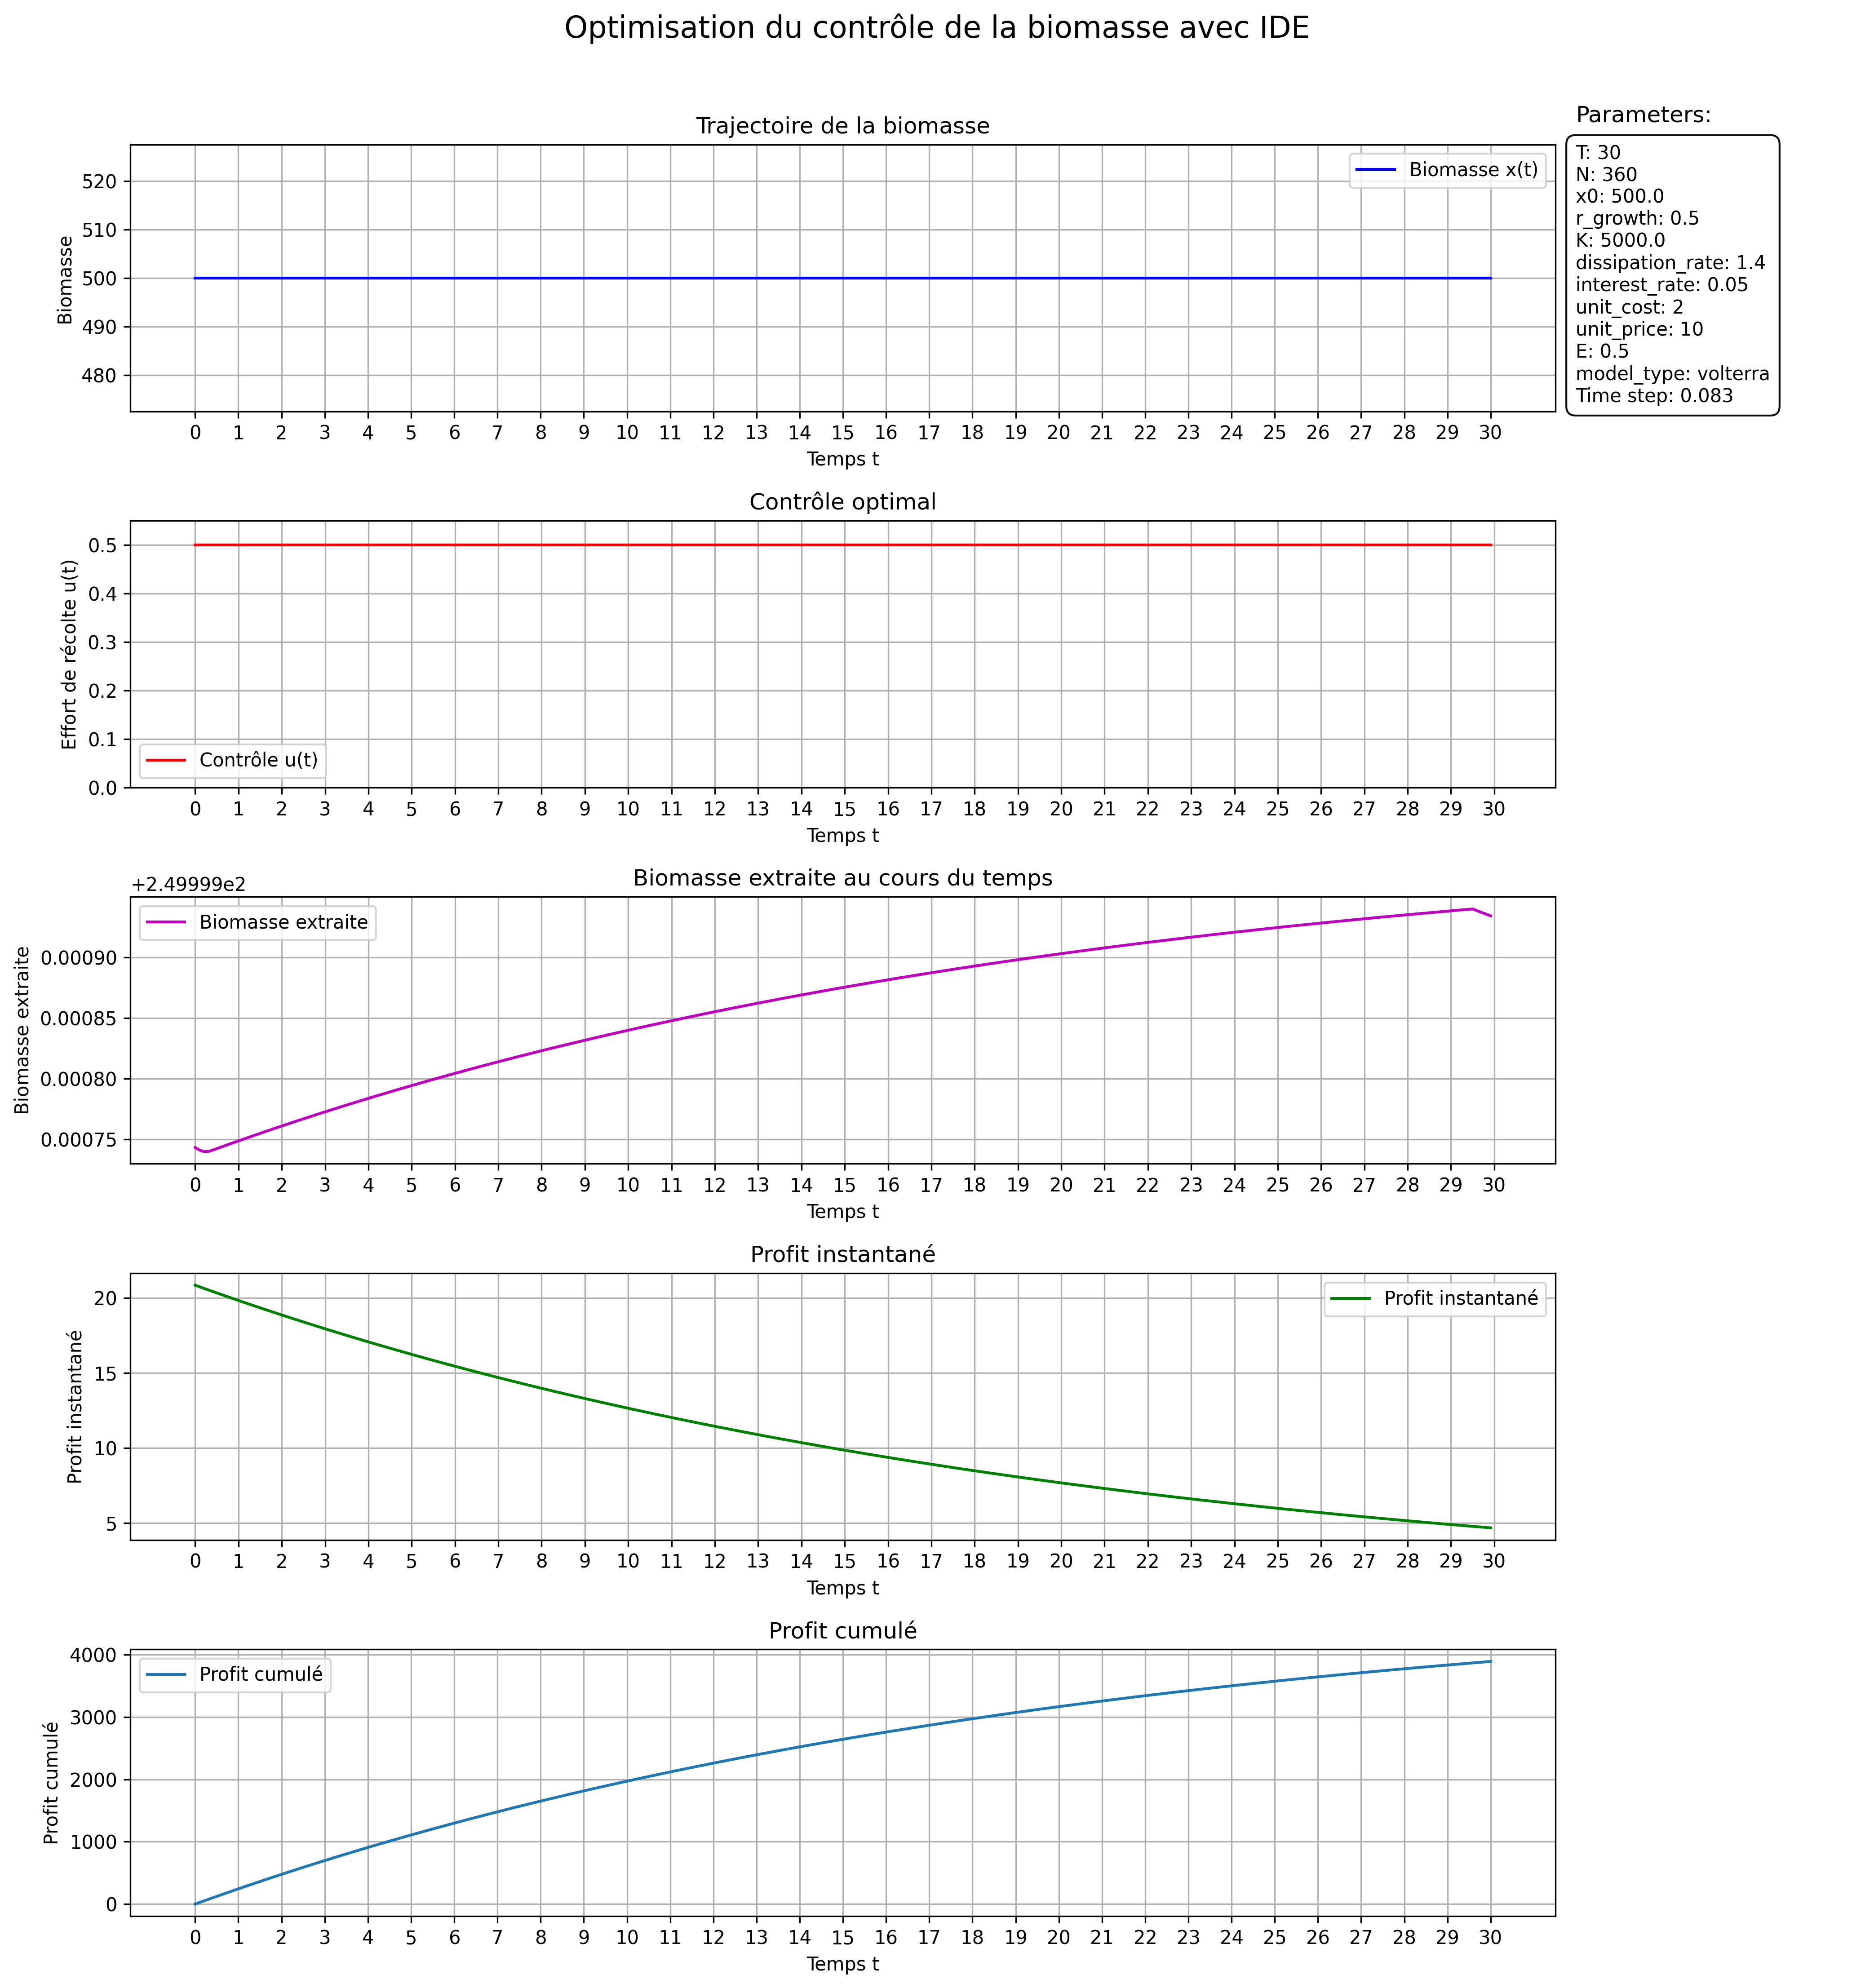 Optimisation du contrôle de la biomasse avec IDE
Trajectoire de la biomasse
Biomasse
520
510
500
490
480
Biomasse x(t)
0 1 2 3 4 5 6 7 8 9 10 11 12 13 14 15 16 17 18 19 20 21 22 23 24 25 26 27 28 29 30
Temps t
Parameters:
T: 30
N: 360
x0: 500.0
r_growth: 0.5
K: 5000.0
dissipation_rate: 1.4
interest_rate: 0.05
unit_cost: 2
unit_price: 10
E: 0.5
model_type: volterra
Time step: 0.083
Contrôle optimal
Effort de récolte u(t)
0.5
0.4
0.3
0.2
0.1
0.0
Contrôle u(t)
0 1 2 3 4 5 6 7 8 9 10 11 12 13 14 15 16 17 18 19 20 21 22 23 24 25 26 27 28 29 30
Temps t
Biomasse extraite au cours du temps
+2.49999e2
Biomasse extraite
Biomasse extraite
0.00090
0.00085
0.00080
0.00075
0 1 2 3 4 5 6 7 8 9 10 11 12 13 14 15 16 17 18 19 20 21 22 23 24 25 26 27 28 29 30
Temps t
Profit instantané
Profit instantané
20
15
10
5
Profit instantané
0 1 2 3 4 5 6 7 8 9 10 11 12 13 14 15 16 17 18 19 20 21 22 23 24 25 26 27 28 29 30
Temps t
Profit cumulé
Profit cumulé
4000
3000
2000
1000
0
Profit cumulé
0 1 2 3 4 5 6 7 8 9 10 11 12 13 14 15 16 17 18 19 20 21 22 23 24 25 26 27 28 29 30
Temps t